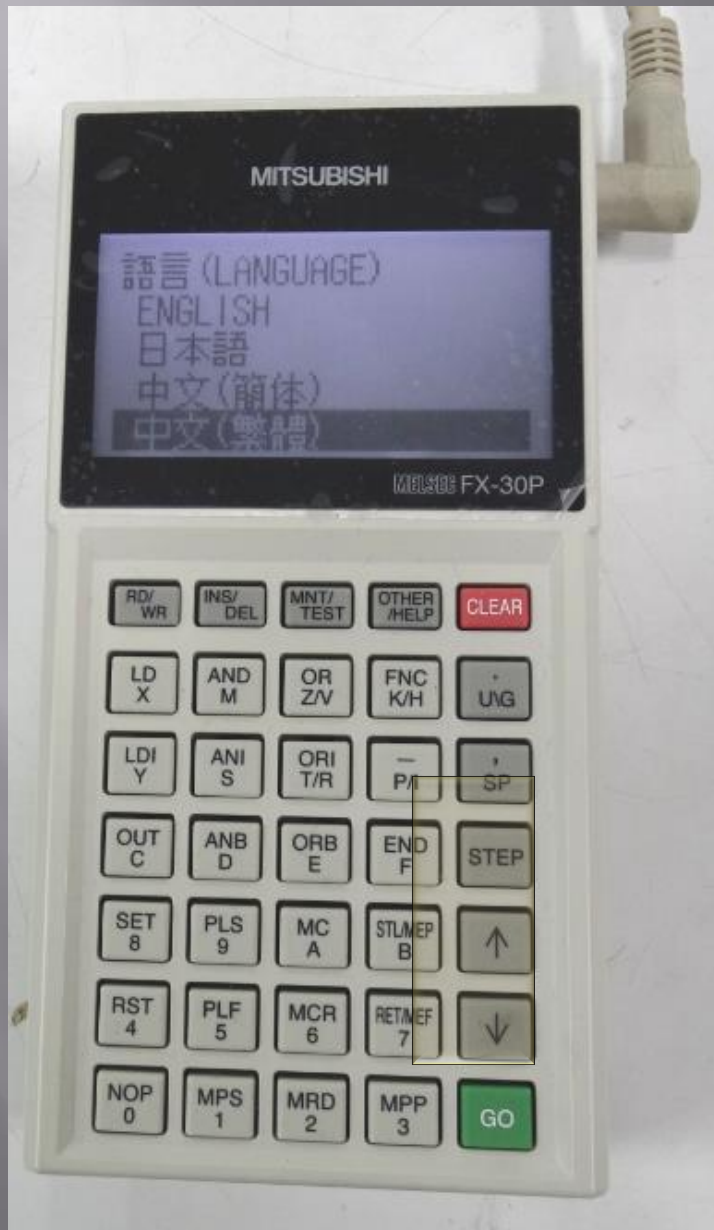 MITSUBISHI
語言 (LANGUAGE)
ENGLISH
日本語
中文(簡体)
中文(繁體)
MELSEC FX-30P
RD/ WR INS/ DEL MNT/ TEST OTHER /HELP CLEAR
LD X AND M OR Z/V FNC K/H · U\G
LDI Y ANI S ORI T/R — P/I , SP
OUT C ANB D ORB E END F STEP
SET 8 PLS 9 MC A STL/MEP B ↑
RST 4 PLF 5 MCR 6 RET/MEF 7 ↓
NOP 0 MPS 1 MRD 2 MPP 3 GO